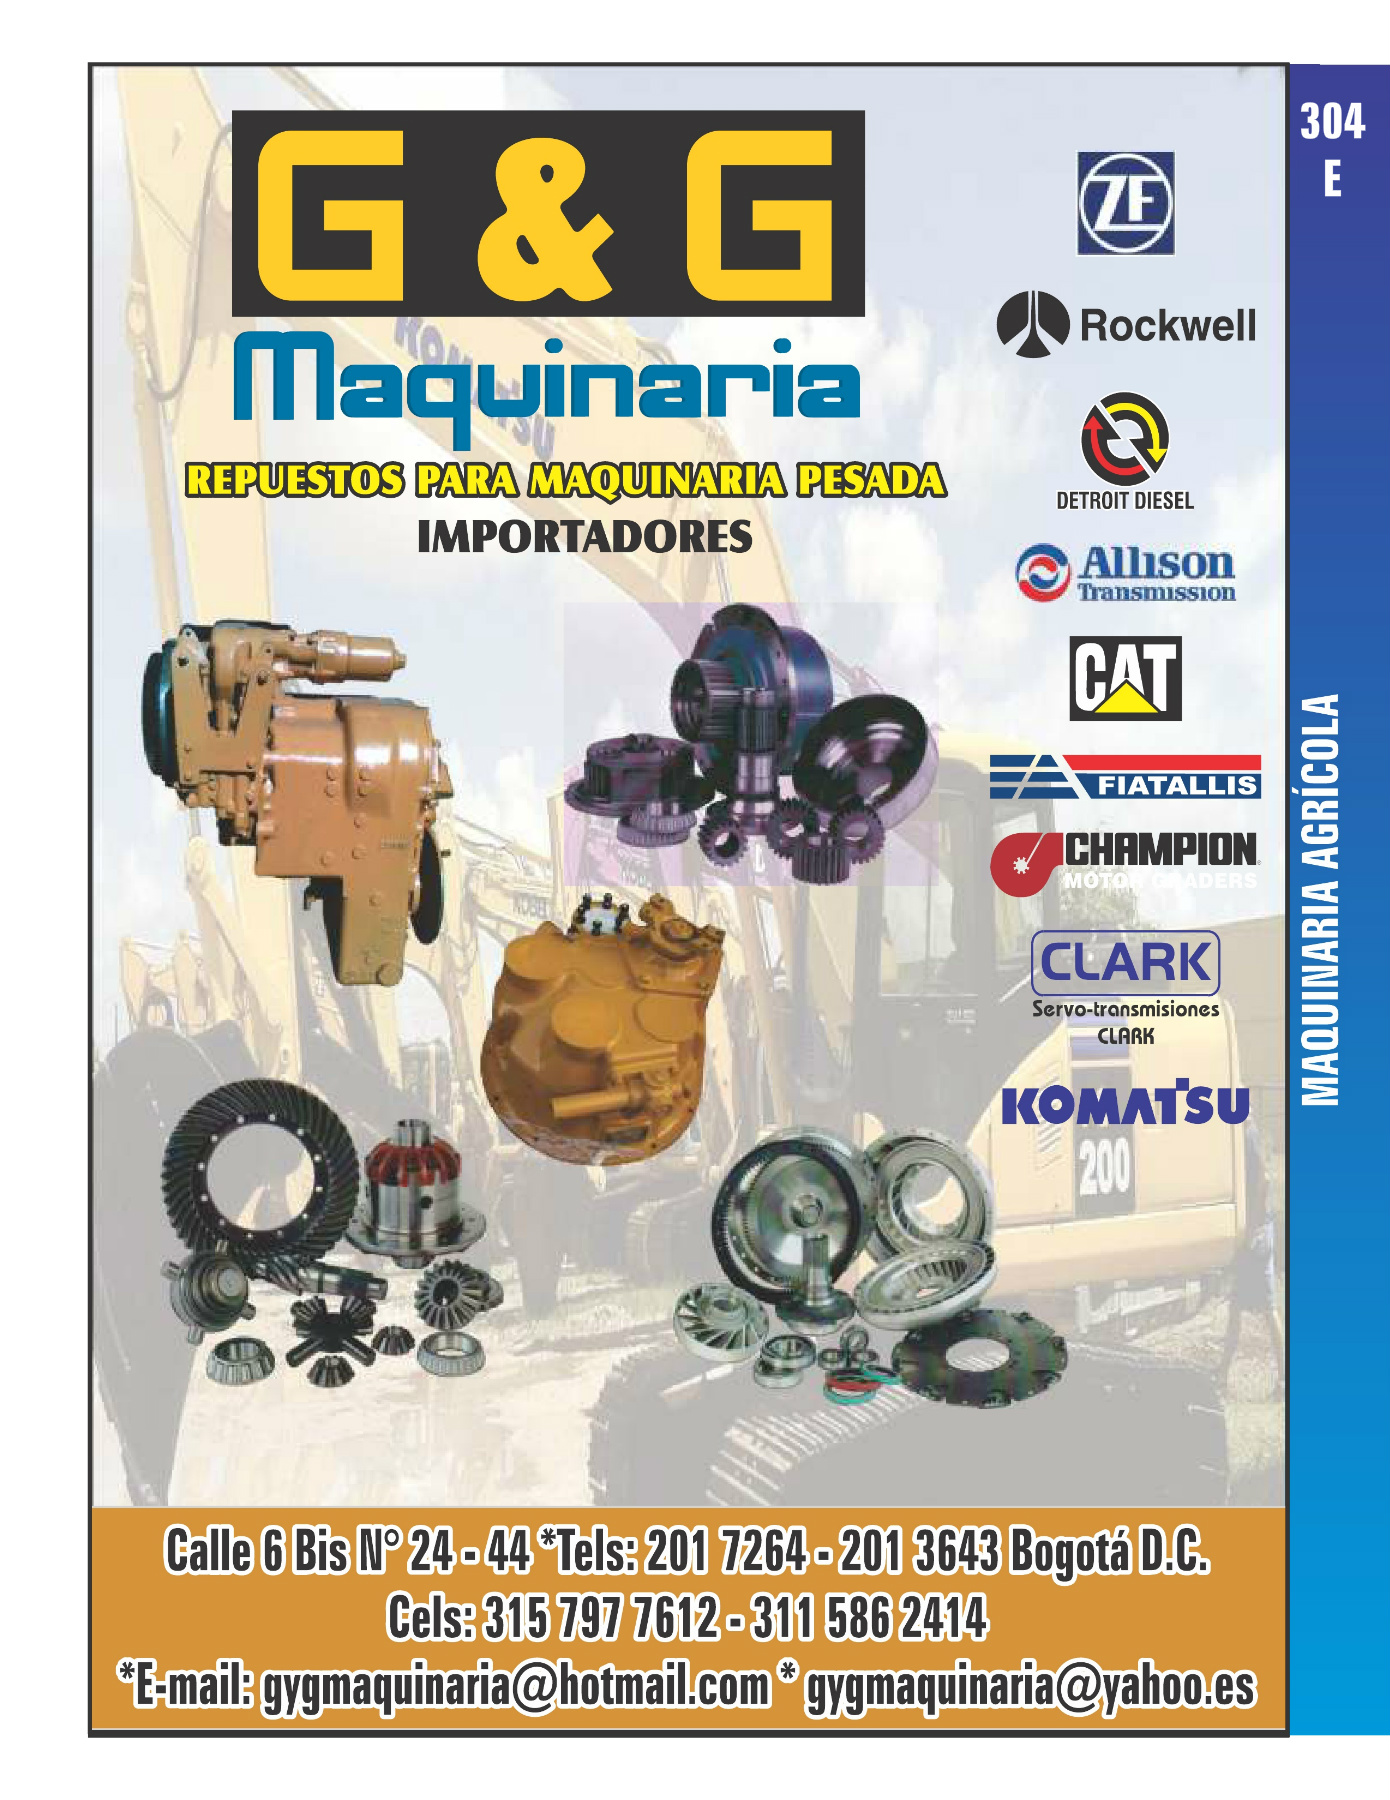 304
E
G & G
Maquinaria
REPUESTOS PARA MAQUINARIA PESADA
IMPORTADORES
ZF
Rockwell
DETROIT DIESEL
Allison
Transmission
CAT
FIATALLIS
CHAMPION
MOTOR GRADERS
CLARK
Servo-transmisiones
CLARK
KOMATSU
KOMATSU
200
MAQUINARIA AGRÍCOLA
Calle 6 Bis N° 24 - 44 *Tels: 201 7264 - 201 3643 Bogotá D.C.
Cels: 315 797 7612 - 311 586 2414
*E-mail: gygmaquinaria@hotmail.com * gygmaquinaria@yahoo.es